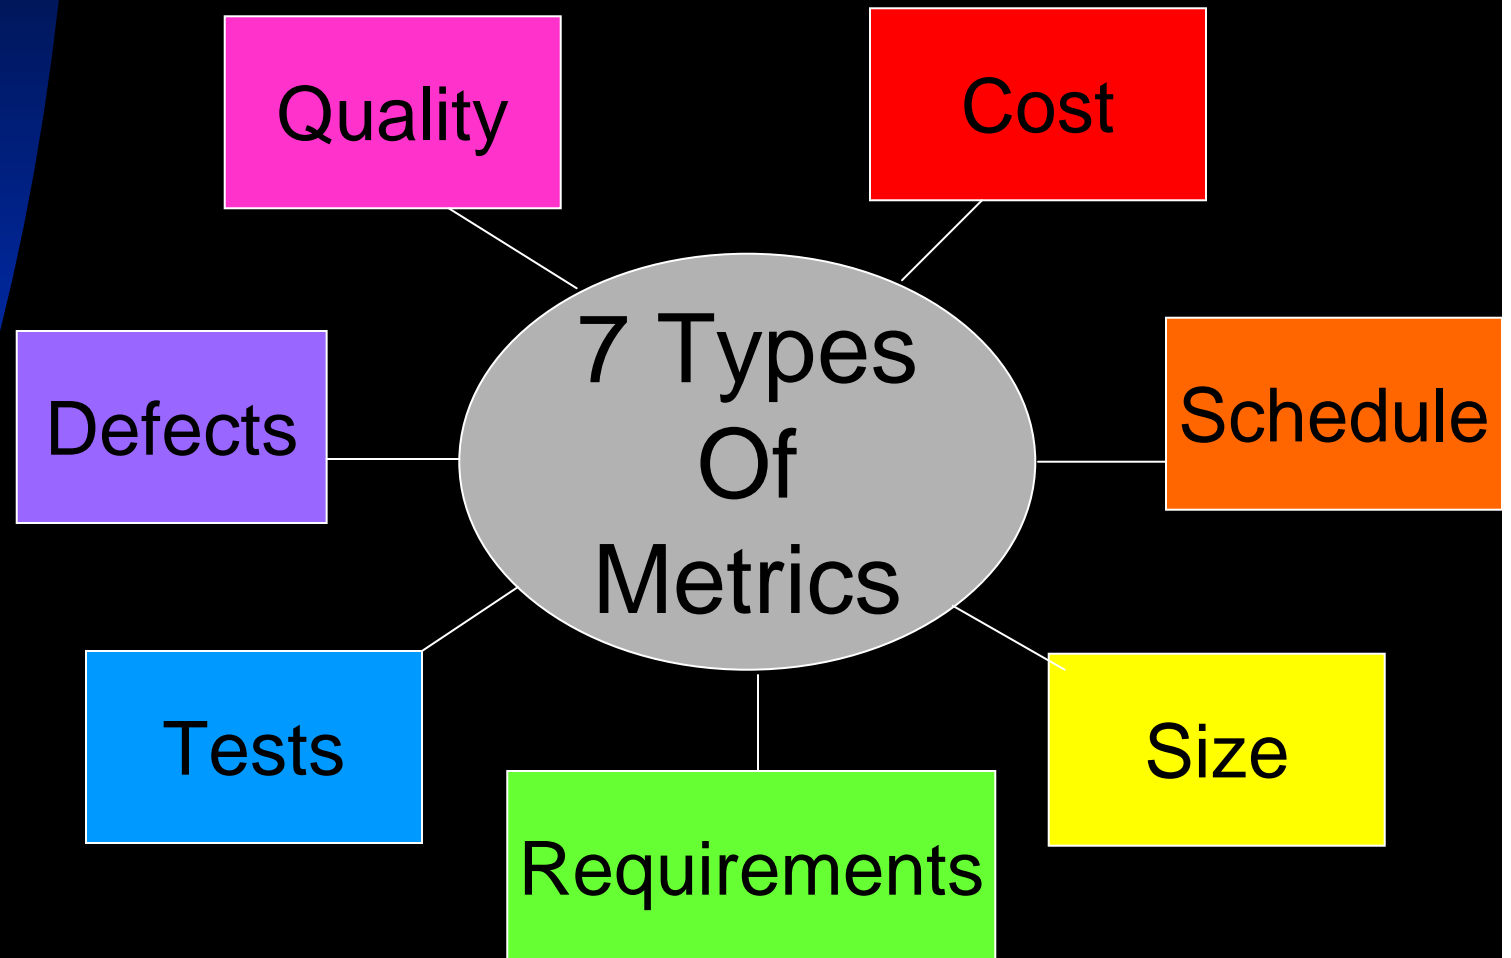 Quality
Cost
7 Types
Of
Metrics
Defects
Schedule
Tests
Size
Requirements